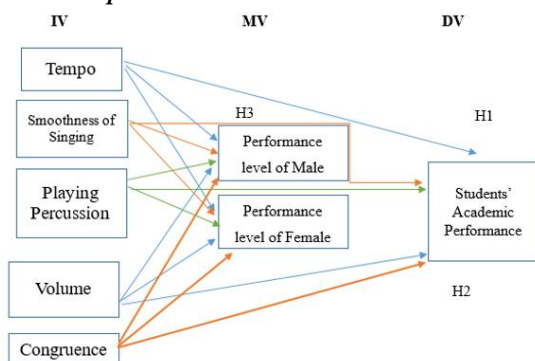 IV MV DV
Tempo
H3
H1
Smoothness of
Singing
Performance
level of Male
Playing
Percussion
Performance
level of Female
Students'
Academic
Performance
Volume
H2
Congruence